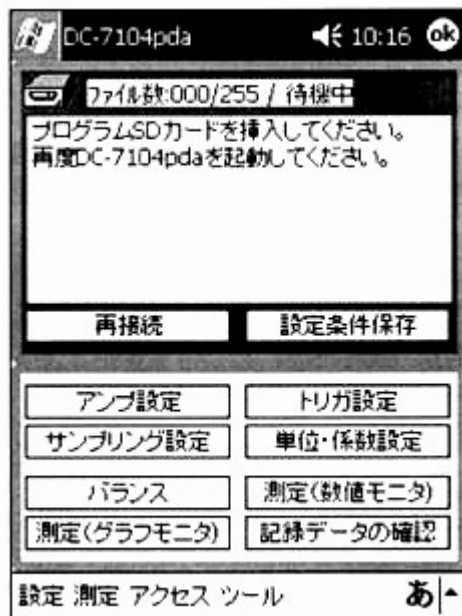 DC-7104pda 10:16 ok
ファイル数:000/255 / 待機中
プログラムSDカードを挿入してください。
再度DC-7104pdaを起動してください。
再接続 設定条件保存
アンプ設定 トリガ設定
サンプリング設定 単位・係数設定
バランス 測定(数値モニタ)
測定(グラフモニタ) 記録データの確認
設定 測定 アクセス ツール あ